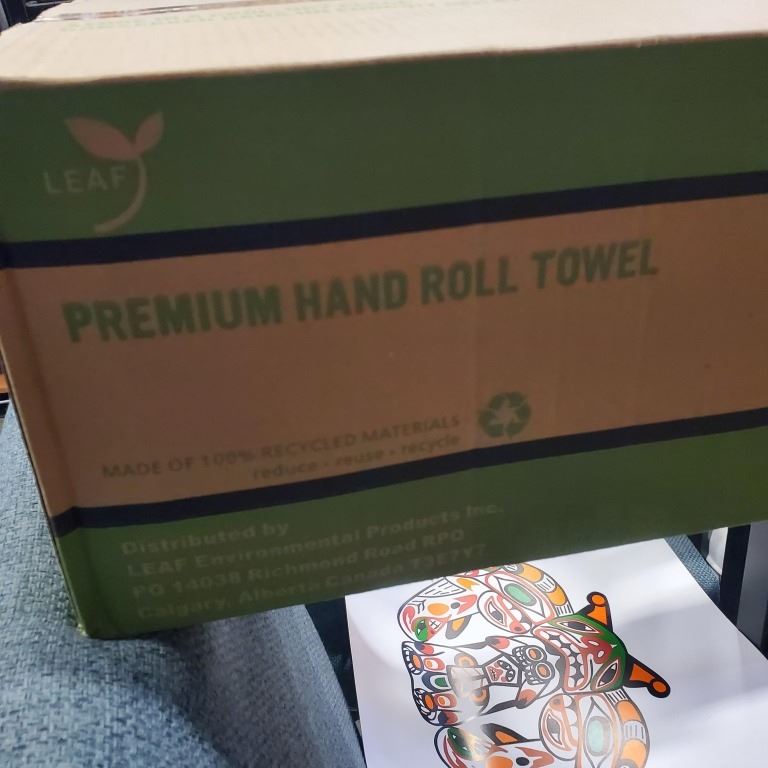 LEAF
PREMIUM HAND ROLL TOWEL
MADE OF 100% RECYCLED MATERIALS
reduce • reuse • recycle
Distributed by
LEAF Environmental Products Inc.
PO 14098 Richmond Road RPO
Calgary, Alberta Canada T3E7Y7